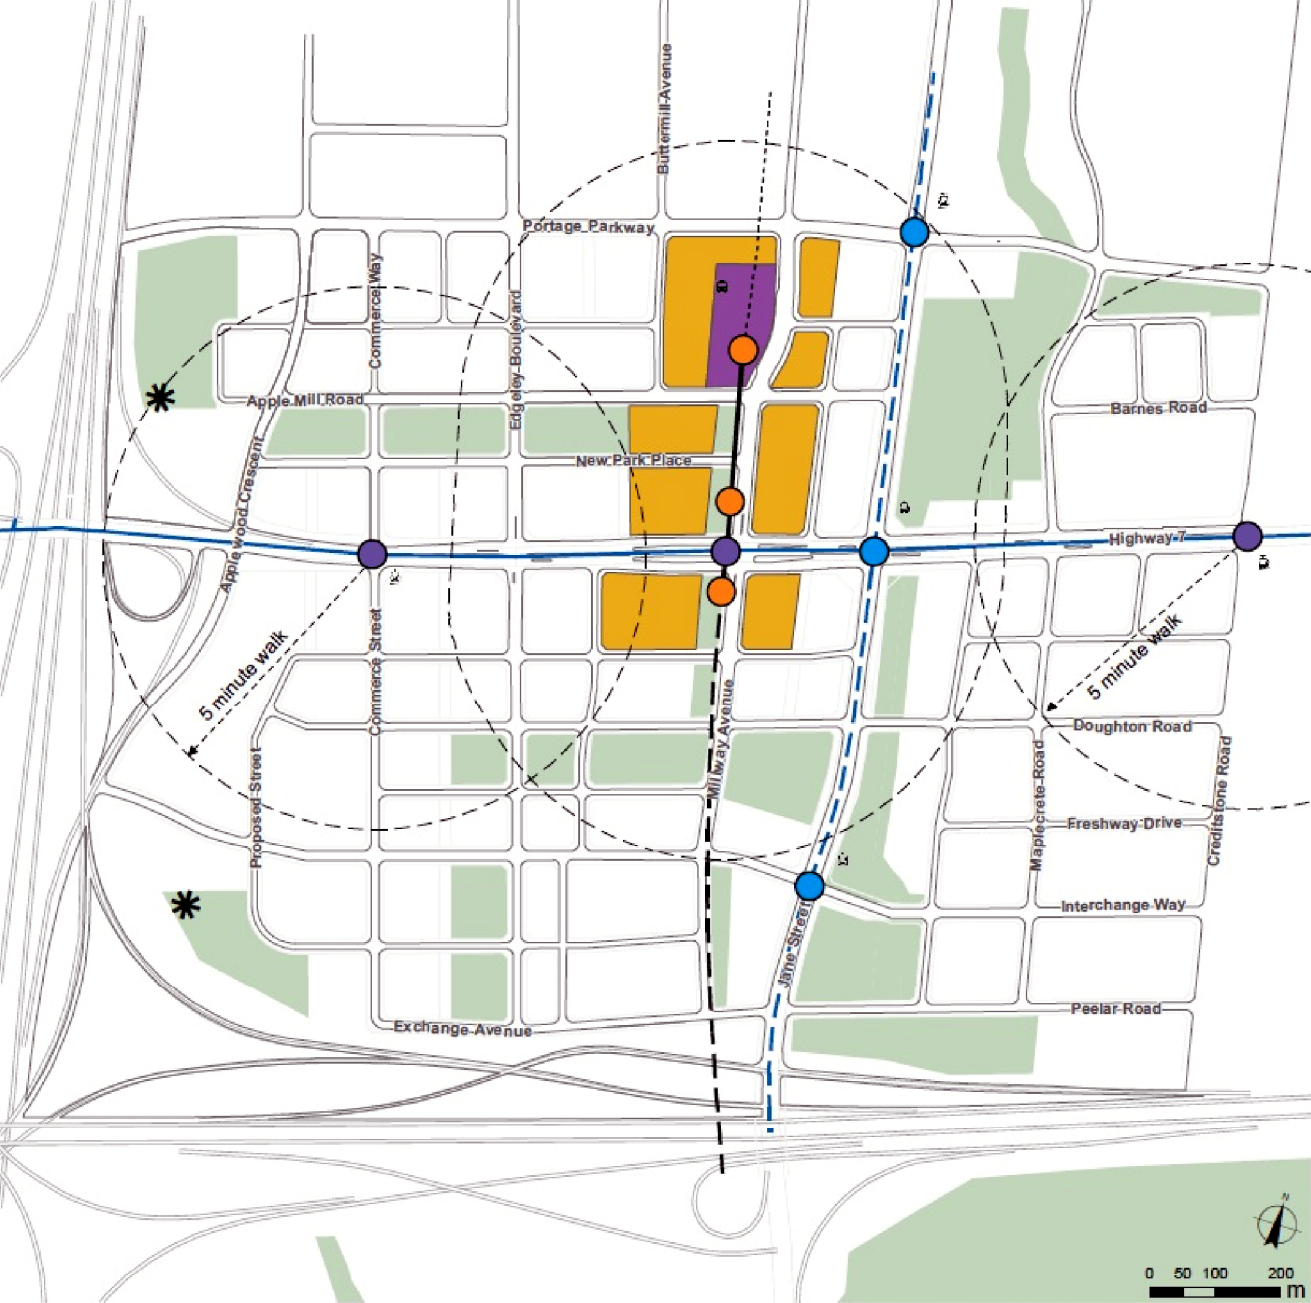 Buttermill Avenue
Portage Parkway
Commerce Way
Edgeley Boulevard
Apple Mill Road
Barnes Road
Applewood Crescent
New Park Place
Highway 7
5 minute walk
Commerce Street
5 minute walk
Millway Avenue
Doughton Road
Proposed Street
Maplecrete Road
Creditstone Road
Freshway Drive
Interchange Way
Jane Street
Peelar Road
Exchange Avenue
N
0 50 100 200
m